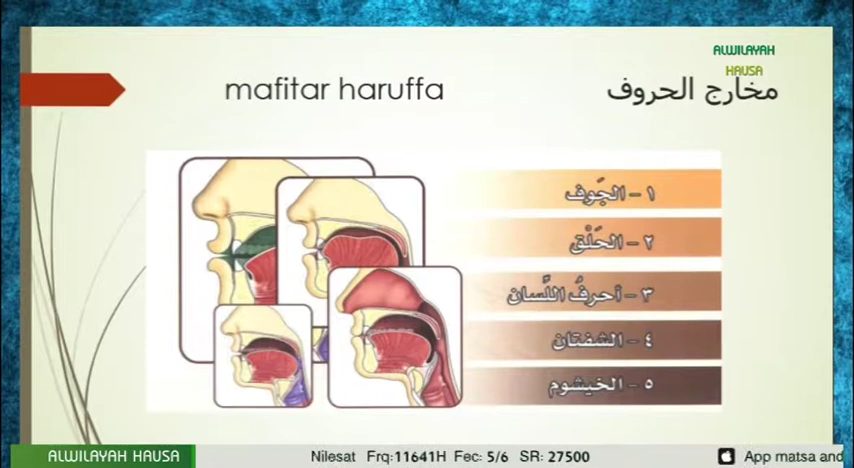 ALWILAYAH
HAUSA
mafitar haruffa
مخارج الحروف
١ - الجَوف
٢ - الحَلْق
٣ - أحرفُ اللَّسان
٤ - الشفتان
٥ - الخيشوم
ALWILAYAH HAUSA
Nilesat Frq:11641H Fec: 5/6 SR: 27500
App matsa and